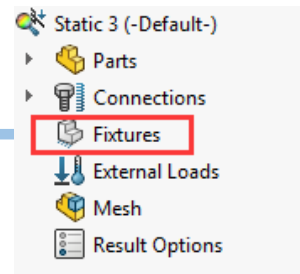 Static 3 (-Default-)
Parts
Connections
Fixtures
External Loads
Mesh
Result Options